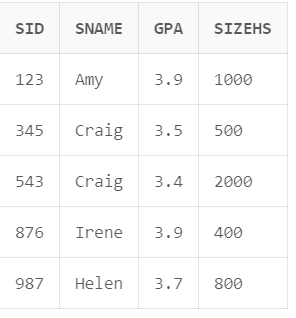 SID SNAME GPA SIZEHS
123 Amy 3.9 1000
345 Craig 3.5 500
543 Craig 3.4 2000
876 Irene 3.9 400
987 Helen 3.7 800